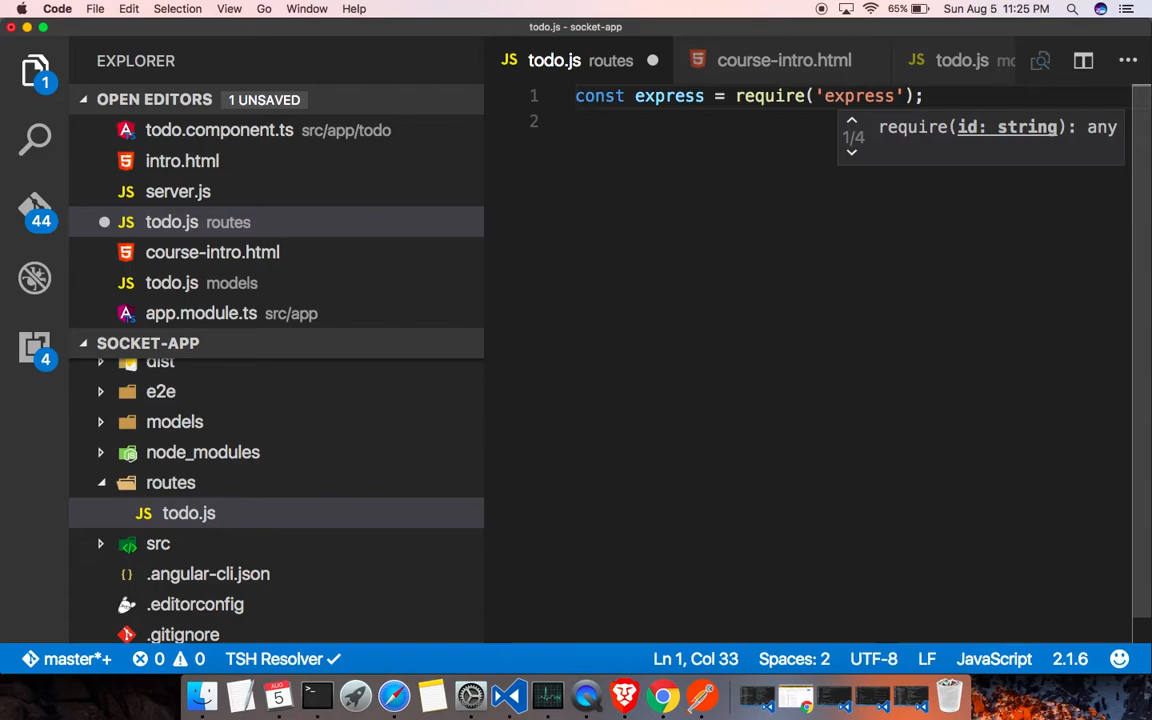 Code File Edit Selection View Go Window Help 65% Sun Aug 5 11:25 PM
todo.js - socket-app
1
EXPLORER
todo.js routes
course-intro.html
todo.js mo
OPEN EDITORS 1 UNSAVED
todo.component.ts src/app/todo
intro.html
server.js
todo.js routes
course-intro.html
todo.js models
app.module.ts src/app
44
4
SOCKET-APP
dist
e2e
models
node_modules
routes
todo.js
src
{} .angular-cli.json
.editorconfig
.gitignore
1 const express = require('express');
2
1/4 require(id: string): any
master*+ 0 0 TSH Resolver Ln 1, Col 33 Spaces: 2 UTF-8 LF JavaScript 2.1.6
5